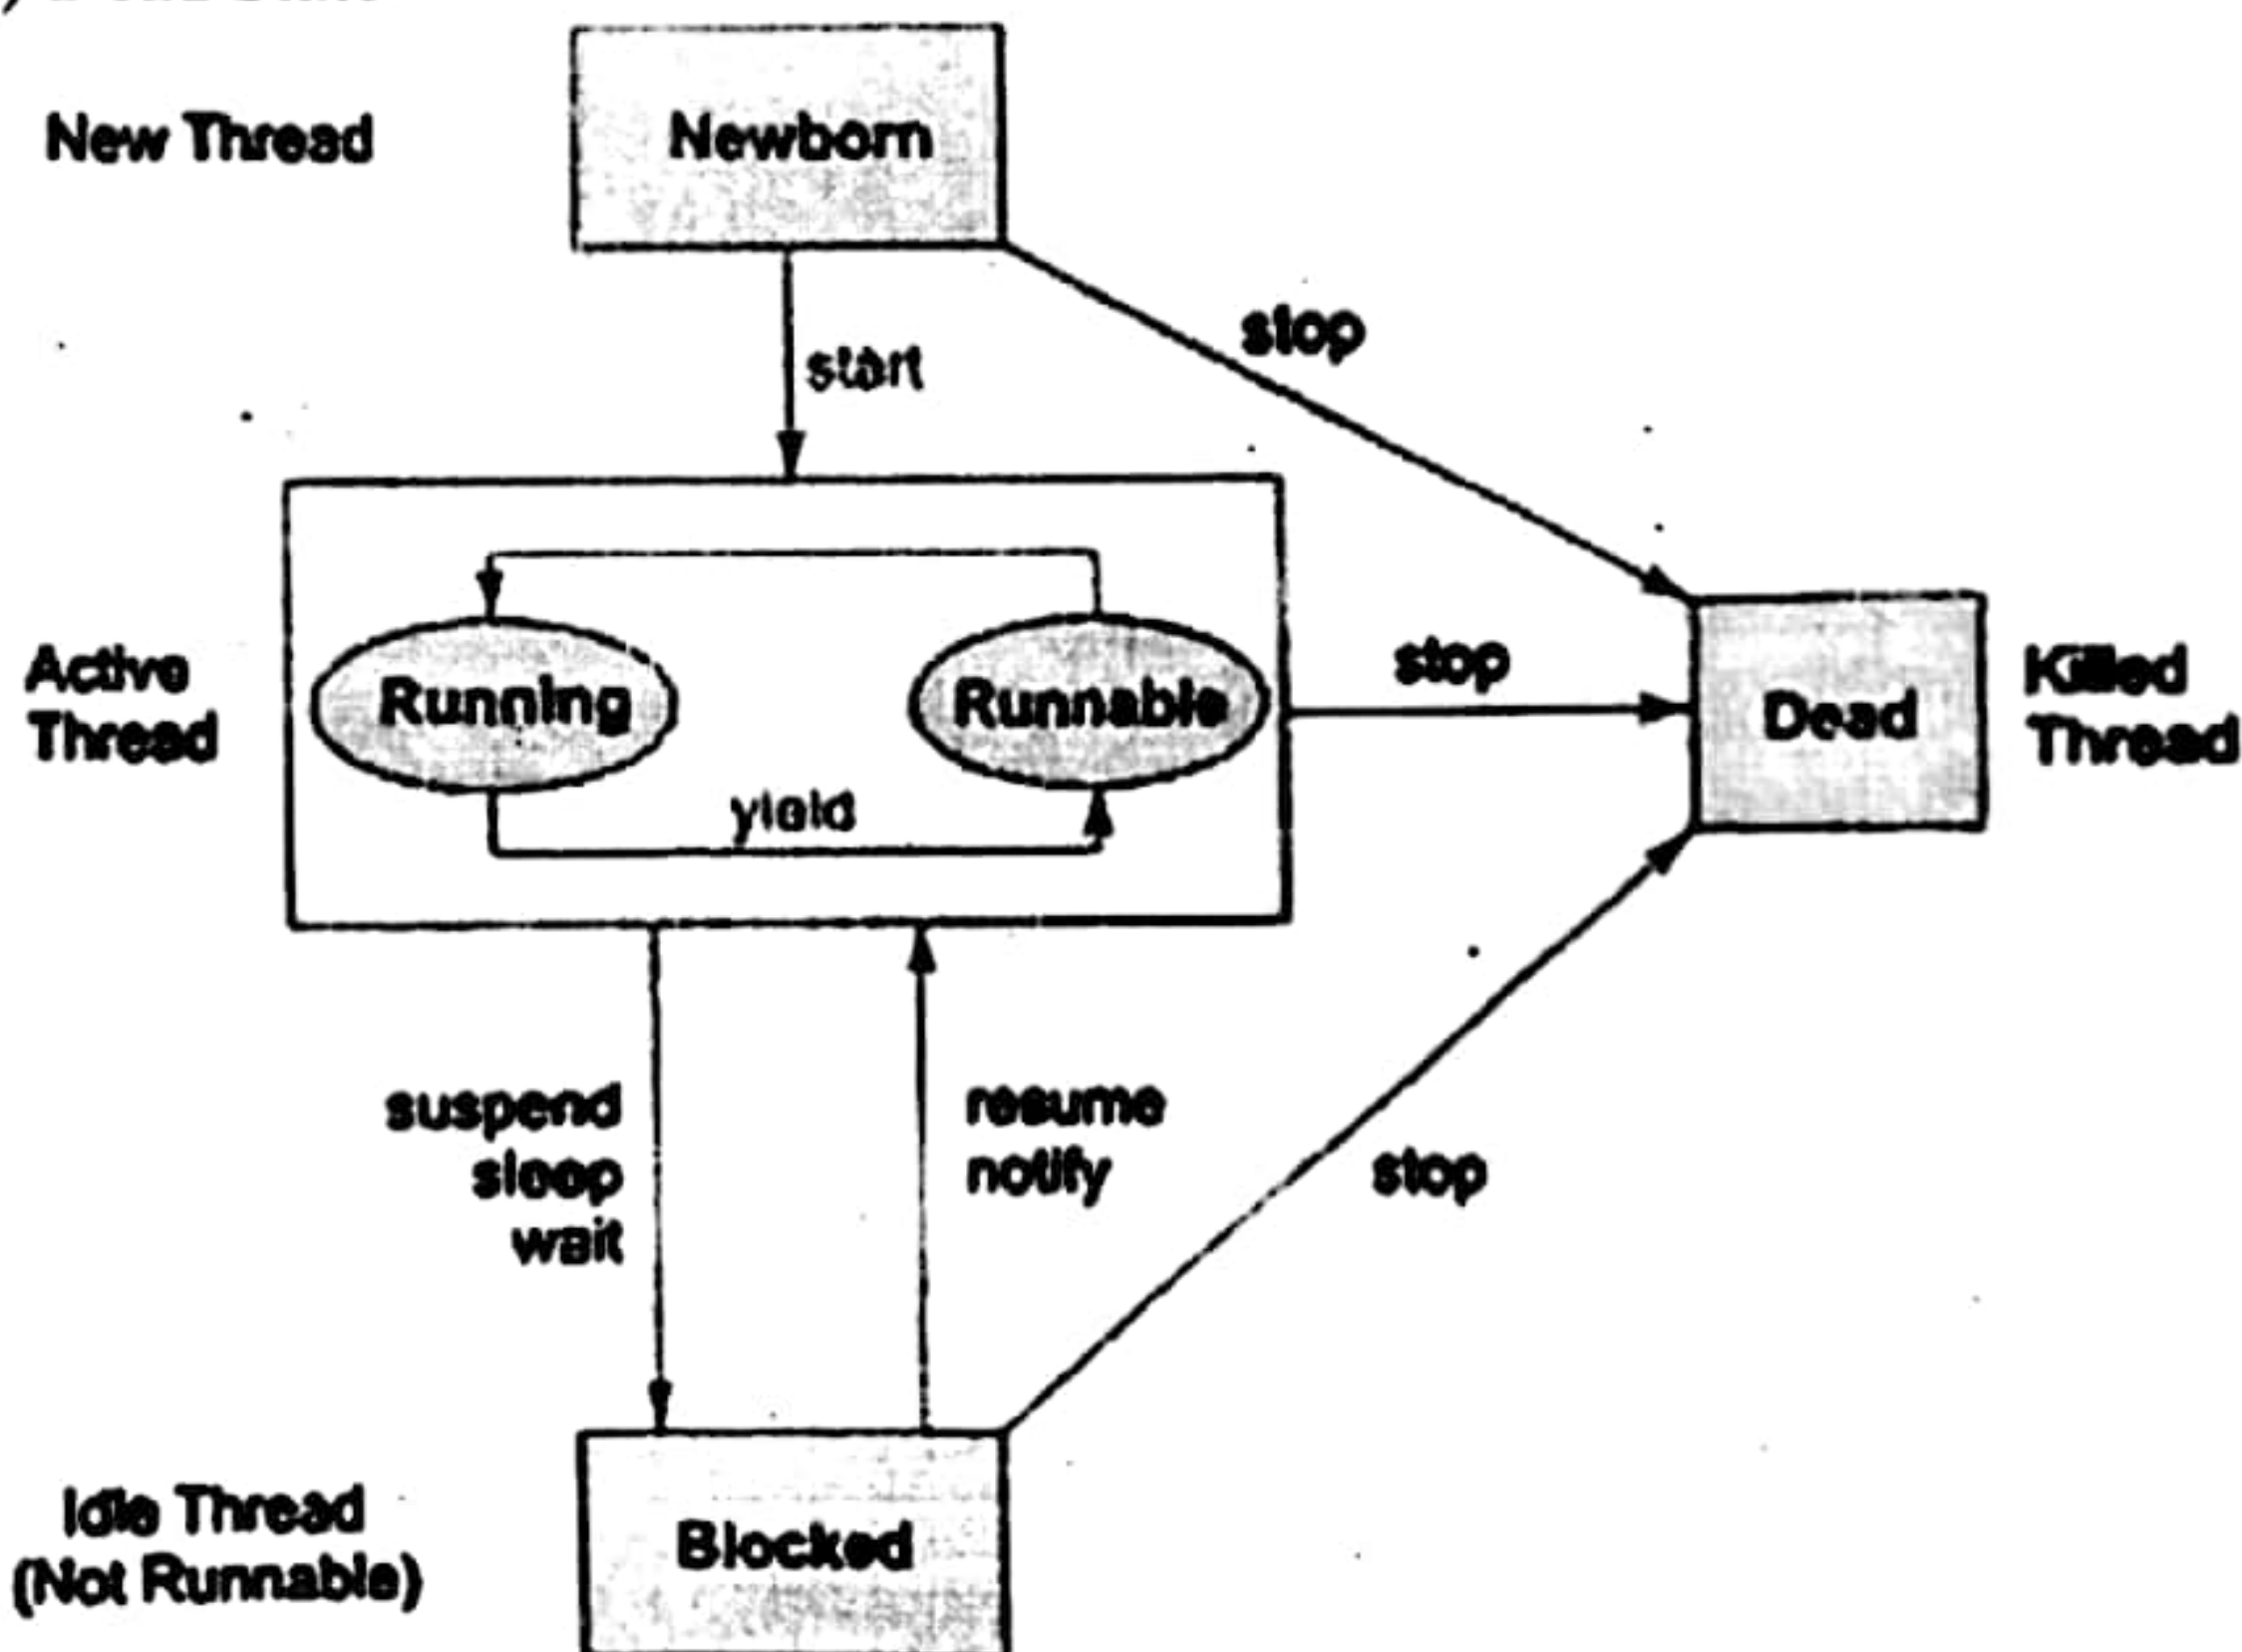 New Thread
Newborn
start
stop
Active
Thread
Running
Runnable
yield
stop
Dead
Killed
Thread
suspend
sleep
wait
resume
notify
stop
Idle Thread
(Not Runnable)
Blocked